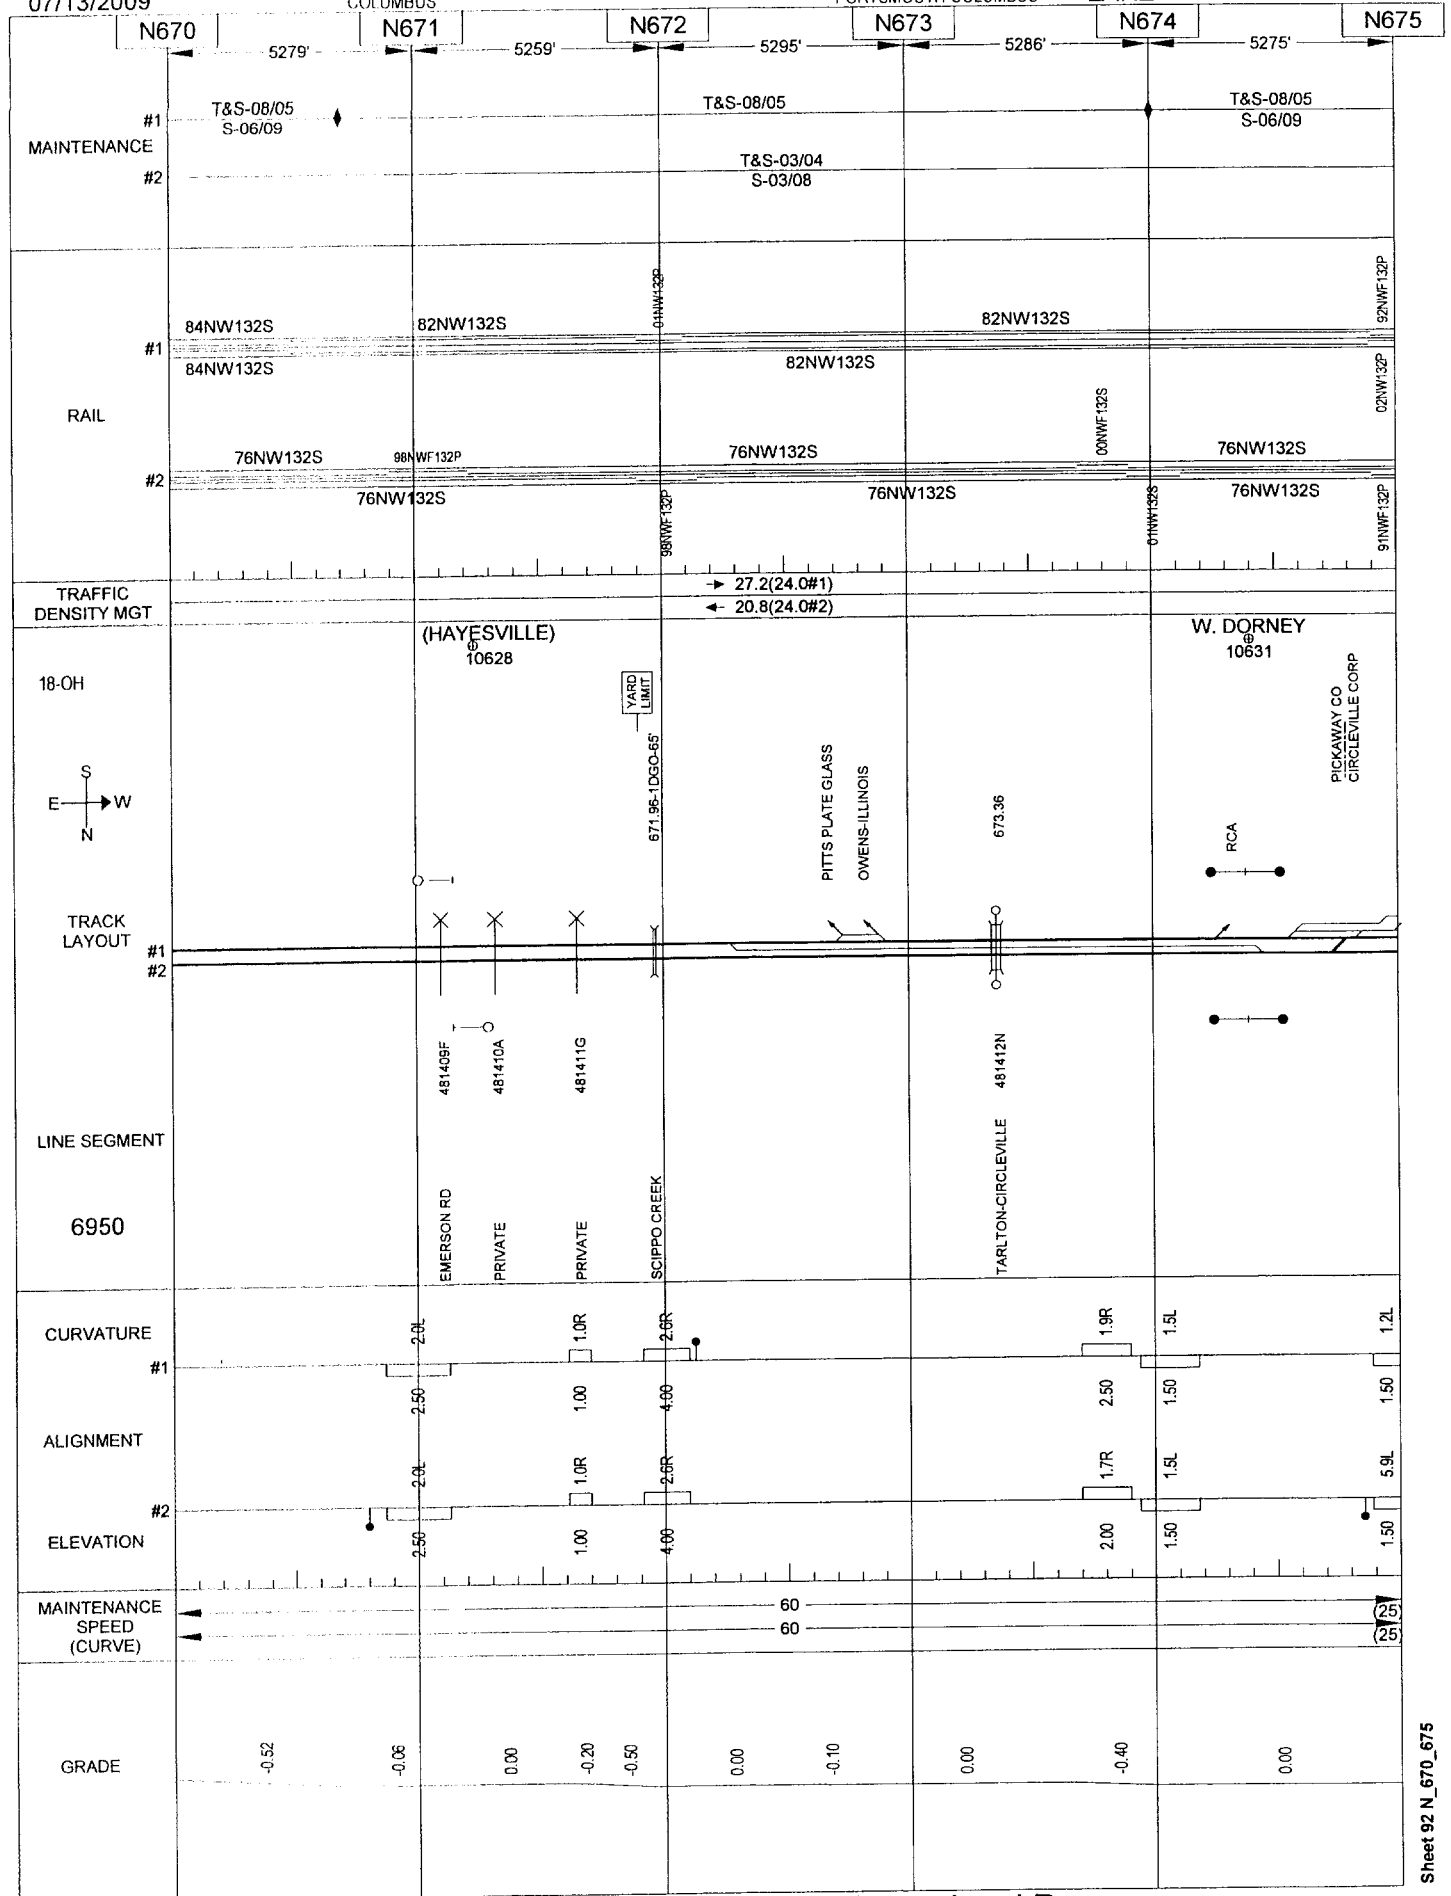 07/13/2009
COLUMBUS
N670
N671
N672
N673
N674
N675
5279'
5259'
5295'
5286'
5275'
MAINTENANCE
#1
T&S-08/05
S-06/09
T&S-08/05
T&S-08/05
S-06/09
#2
T&S-03/04
S-03/08
RAIL
84NW132S
82NW132S
01NW132P
82NW132S
92NWF132P
#1
84NW132S
82NW132S
02NW132P
00NWF132S
76NW132S
98NWF132P
76NW132S
76NW132S
#2
76NW132S
98NWF132P
76NW132S
01NW132S
76NW132S
91NWF132P
TRAFFIC
DENSITY MGT
27.2(24.0#1)
20.8(24.0#2)
18-OH
(HAYESVILLE)
10628
W. DORNEY
10631
YARD
LIMIT
S
E
W
N
671.96-1DGO-65'
PITTS PLATE GLASS
OWENS-ILLINOIS
673.36
RCA
PICKAWAY CO
CIRCLEVILLE CORP
TRACK
LAYOUT
#1
#2
481409F
481410A
481411G
481412N
LINE SEGMENT
6950
EMERSON RD
PRIVATE
PRIVATE
SCIPPO CREEK
TARLTON-CIRCLEVILLE
CURVATURE
#1
2.0L
1.0R
2.6R
1.9R
1.5L
1.2L
2.50
1.00
4.00
2.50
1.50
1.50
ALIGNMENT
#2
2.0L
1.0R
2.6R
1.7R
1.5L
5.9L
ELEVATION
2.50
1.00
4.00
2.00
1.50
1.50
MAINTENANCE
SPEED
(CURVE)
60
(25)
60
(25)
GRADE
-0.52
-0.06
0.00
-0.20
-0.50
0.00
-0.10
0.00
-0.40
0.00
Sheet 92 N_670_675